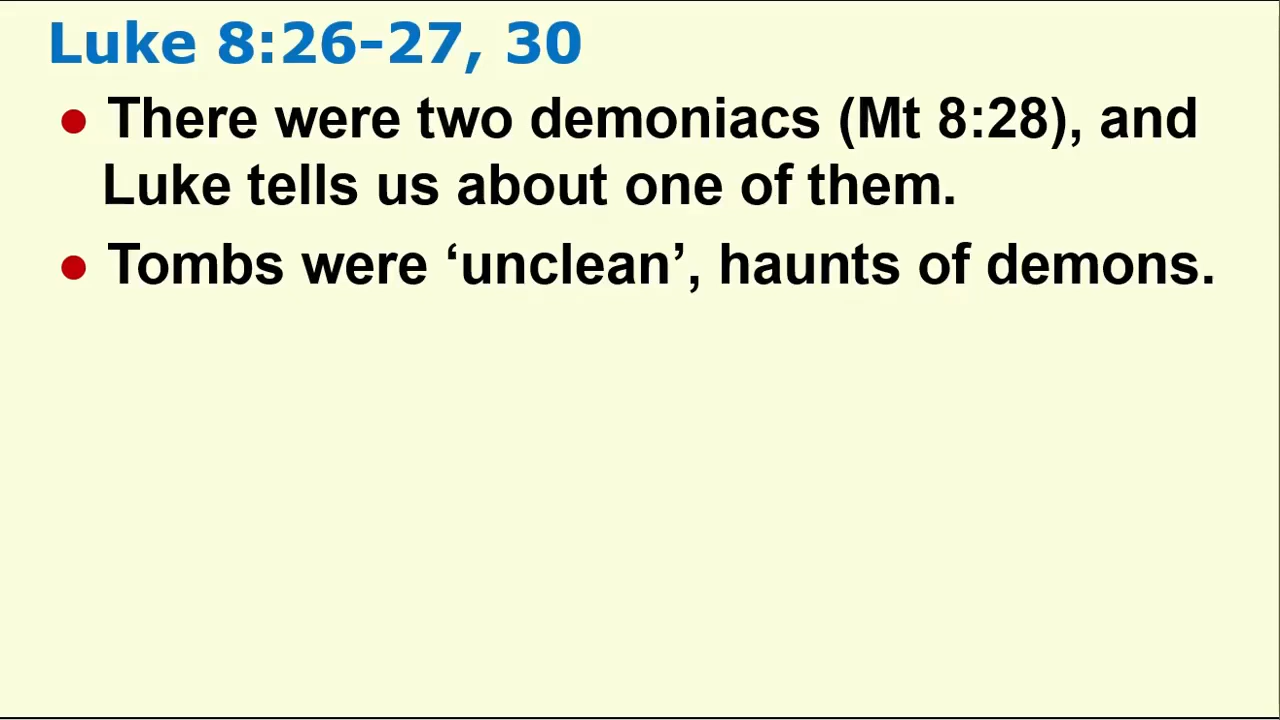 Luke 8:26-27, 30
● There were two demoniacs (Mt 8:28), and
Luke tells us about one of them.
● Tombs were ‘unclean’, haunts of demons.